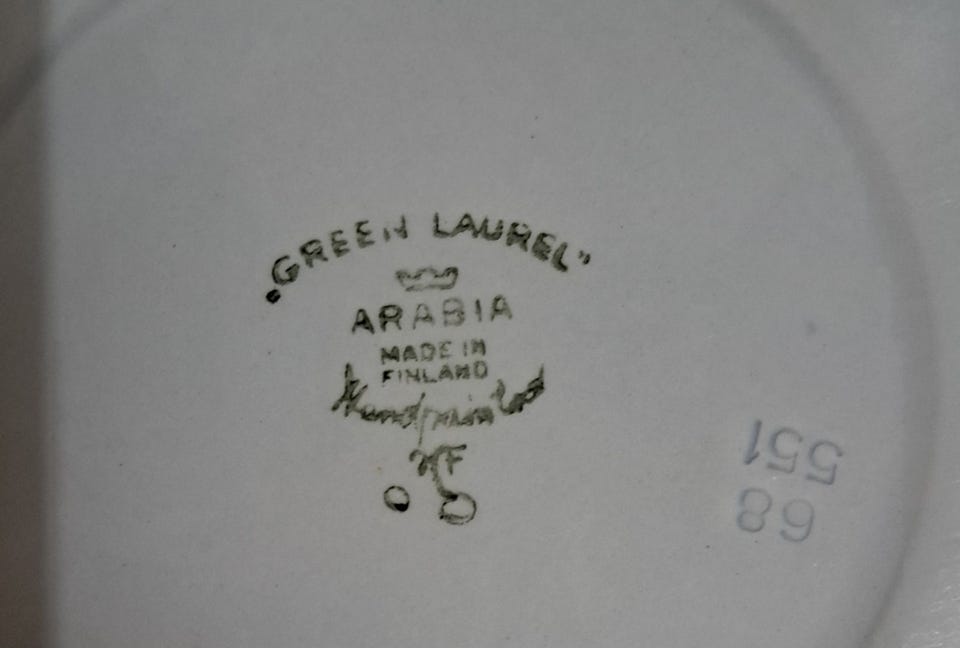 "GREEN LAUREL"
ARABIA
MADE IN
FINLAND
Handpainted
68
551